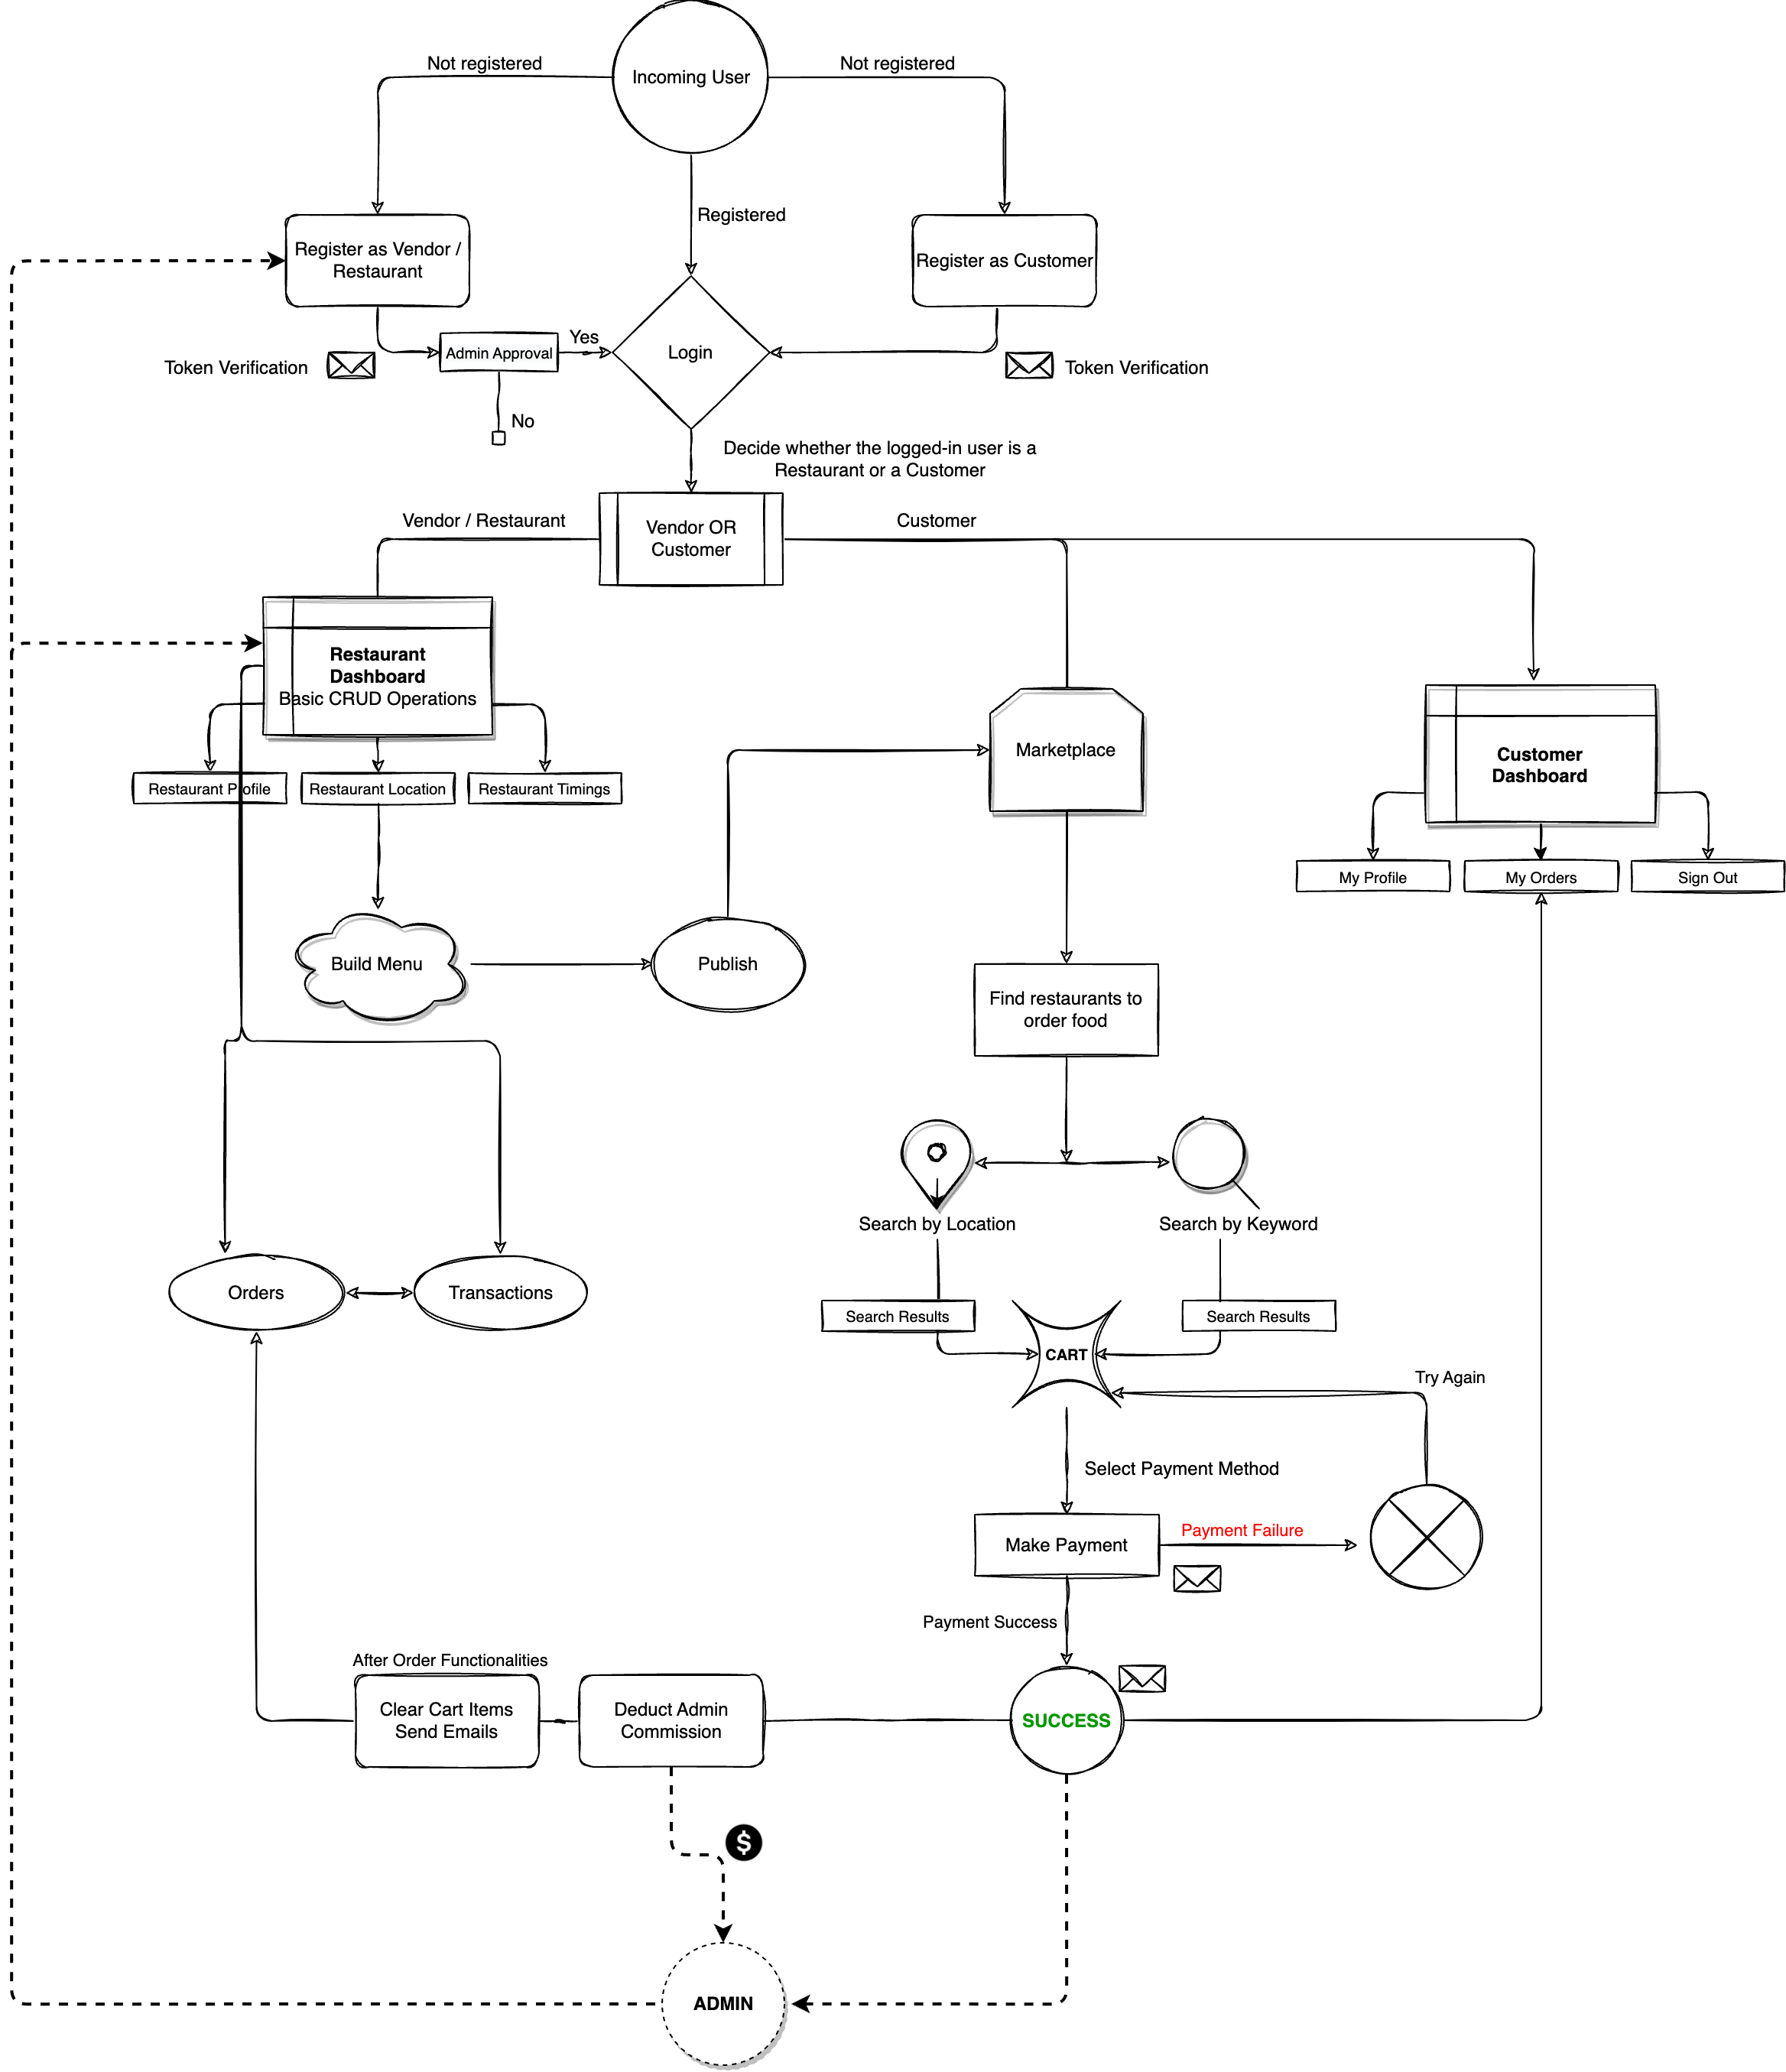 Incoming User
Not registered
Not registered
Registered
Register as Vendor /
Restaurant
Register as Customer
Login
Admin Approval
Yes
No
Token Verification
Token Verification
Decide whether the logged-in user is a
Restaurant or a Customer
Vendor OR
Customer
Vendor / Restaurant
Customer
Restaurant
Dashboard
Basic CRUD Operations
Restaurant Profile
Restaurant Location
Restaurant Timings
Marketplace
Customer
Dashboard
My Profile
My Orders
Sign Out
Build Menu
Publish
Find restaurants to
order food
Search by Location
Search by Keyword
Orders
Transactions
Search Results
Search Results
CART
Try Again
Select Payment Method
Make Payment
Payment Failure
Payment Success
After Order Functionalities
Clear Cart Items
Send Emails
Deduct Admin
Commission
SUCCESS
$
ADMIN